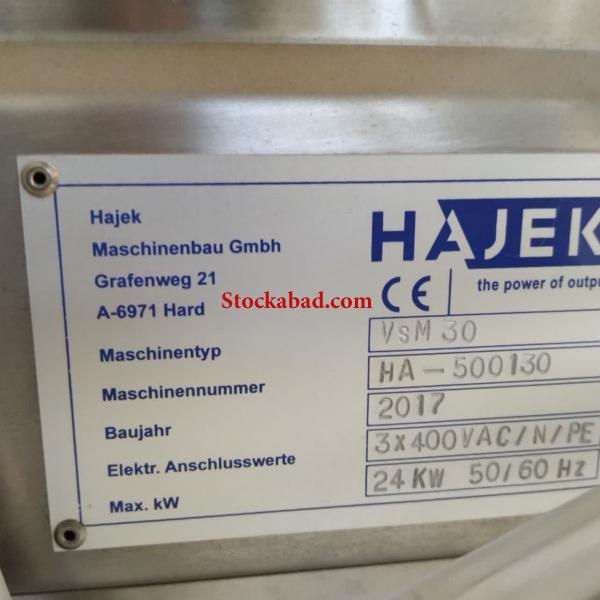 Hajek
Maschinenbau Gmbh
Grafenweg 21
A-6971 Hard
HAJEK
CE
the power of outpu
Stockabad.com
Maschinentyp VSM 30
Maschinennummer HA-500130
Baujahr 2017
Elektr. Anschlusswerte 3x400VAC/N/PE
Max. kW 24 KW 50/60 Hz